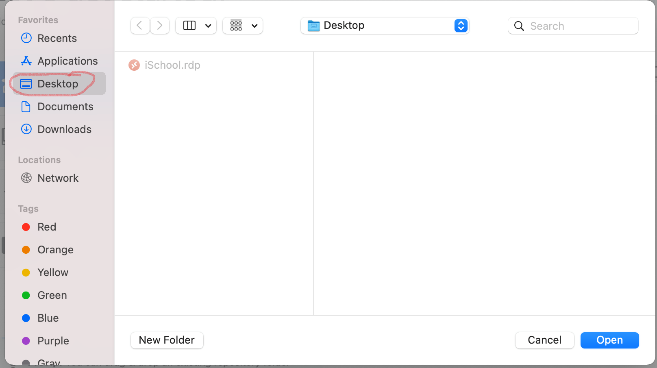 Favorites
Recents
Applications
Desktop
Documents
Downloads
Locations
Network
Tags
Red
Orange
Yellow
Green
Blue
Purple
Gray
Desktop
Search
iSchool.rdp
New Folder
Cancel
Open